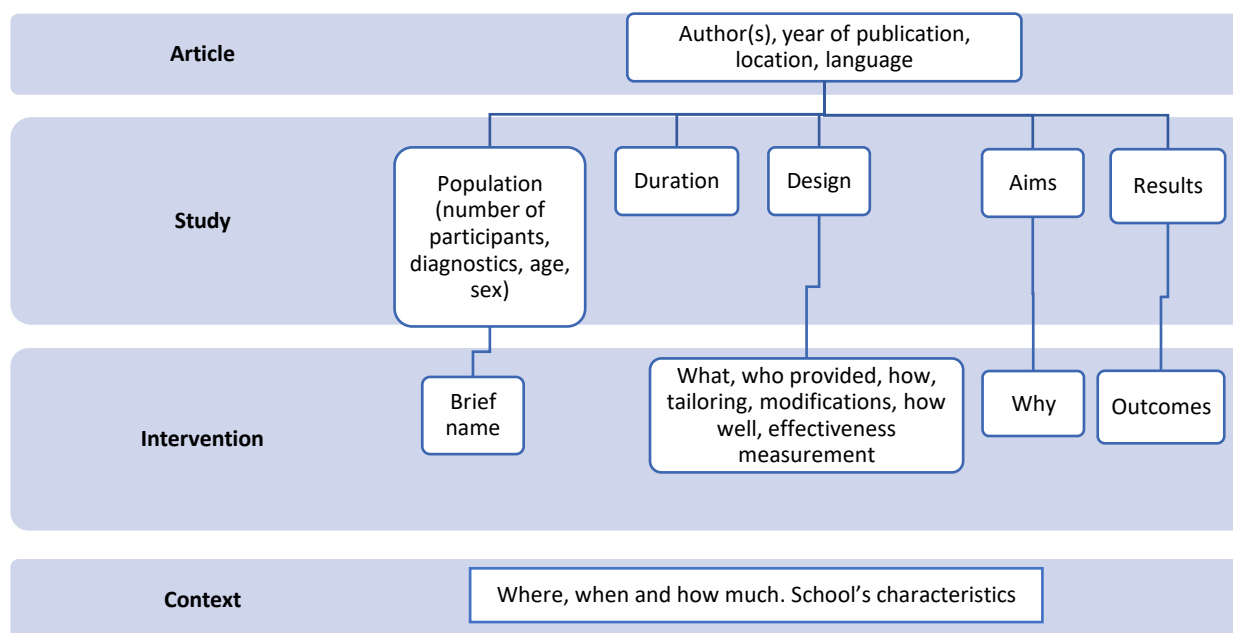 Article
Author(s), year of publication,
location, language
Study
Population
(number of
participants,
diagnostics, age,
sex)
Duration
Design
Aims
Results
Intervention
Brief
name
What, who provided, how,
tailoring, modifications, how
well, effectiveness
measurement
Why
Outcomes
Context
Where, when and how much. School’s characteristics